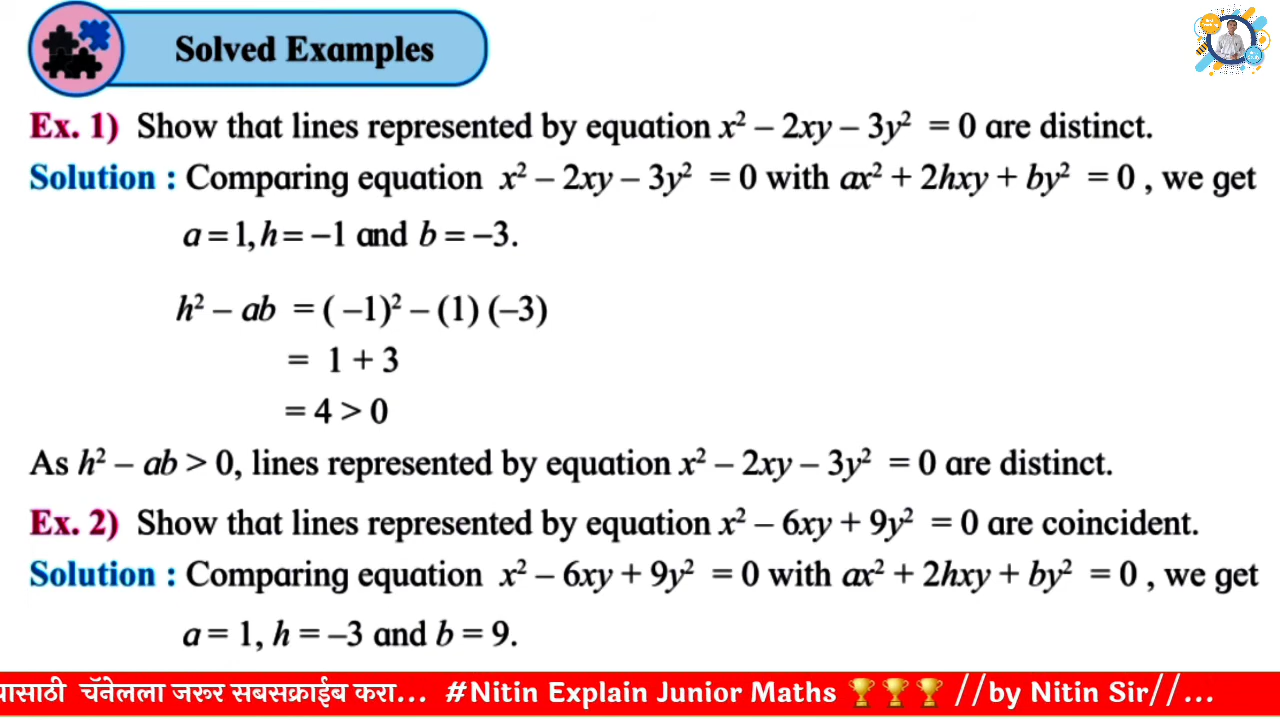 Solved Examples
Ex. 1) Show that lines represented by equation x² – 2xy – 3y² = 0 are distinct.
Solution : Comparing equation x² – 2xy – 3y² = 0 with ax² + 2hxy + by² = 0 , we get
a = 1, h = –1 and b = –3.
h² – ab = ( –1)² – (1) (–3)
= 1 + 3
= 4 > 0
As h² – ab > 0, lines represented by equation x² – 2xy – 3y² = 0 are distinct.
Ex. 2) Show that lines represented by equation x² – 6xy + 9y² = 0 are coincident.
Solution : Comparing equation x² – 6xy + 9y² = 0 with ax² + 2hxy + by² = 0 , we get
a = 1, h = –3 and b = 9.
यासाठी चॅनेलला जरूर सबसक्राईब करा... #Nitin Explain Junior Maths 🏆🏆🏆 //by Nitin Sir//...